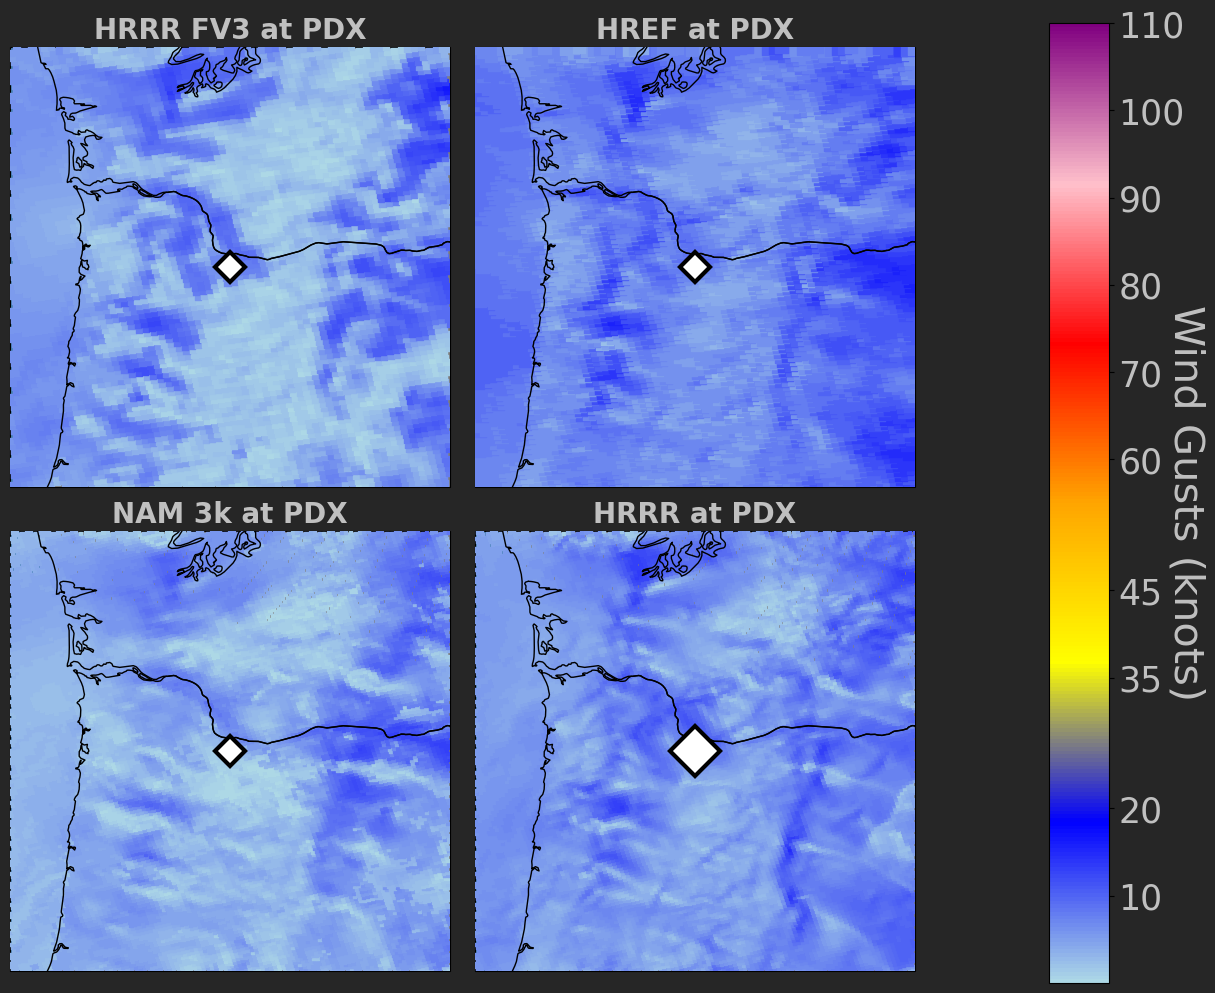 HRRR FV3 at PDX
HREF at PDX
NAM 3k at PDX
HRRR at PDX
110
100
90
80
70
60
45
35
20
10
Wind Gusts (knots)